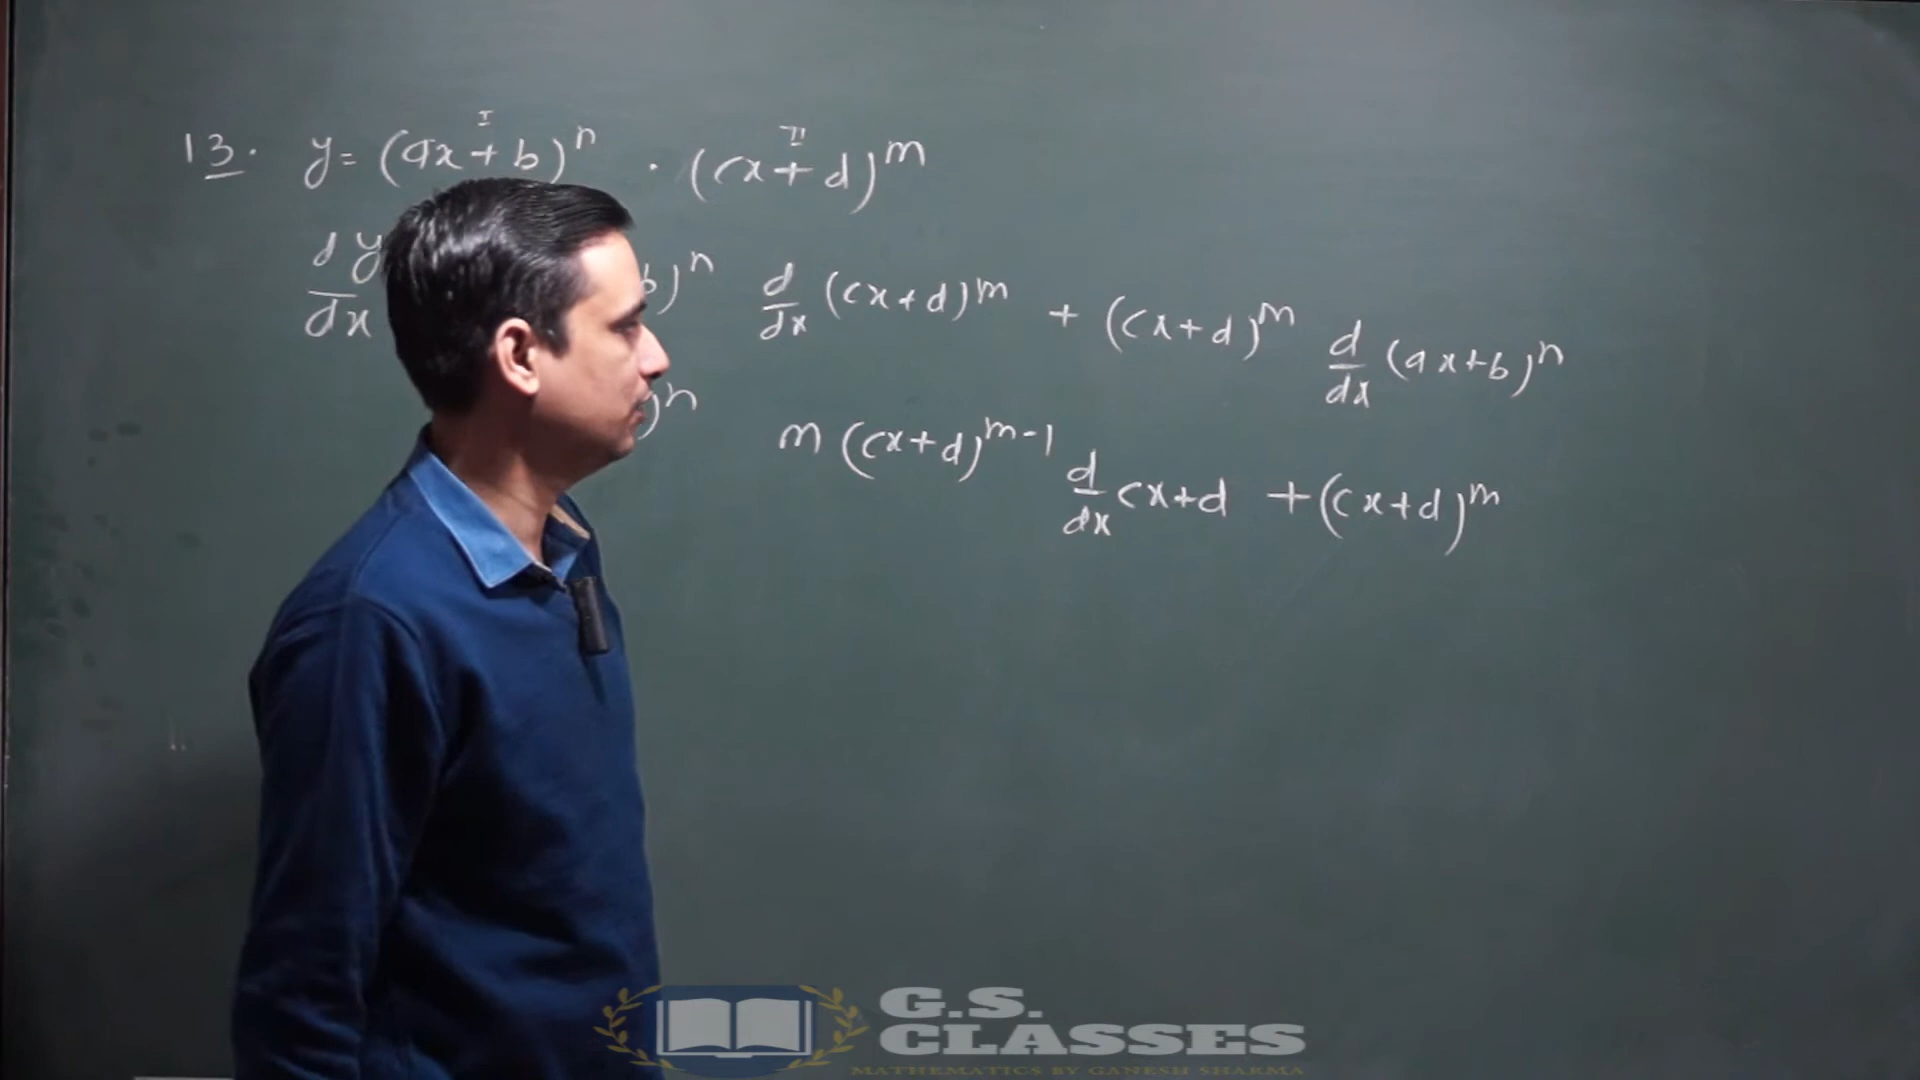 I II
13. y = (ax+b)^n . (cx+d)^m
dy/dx b)^n d/dx (cx+d)^m + (cx+d)^m d/dx (ax+b)^n
)^n m(cx+d)^{m-1} d/dx cx+d + (cx+d)^m
G.S.
CLASSES
MATHEMATICS BY GANESH SHARMA